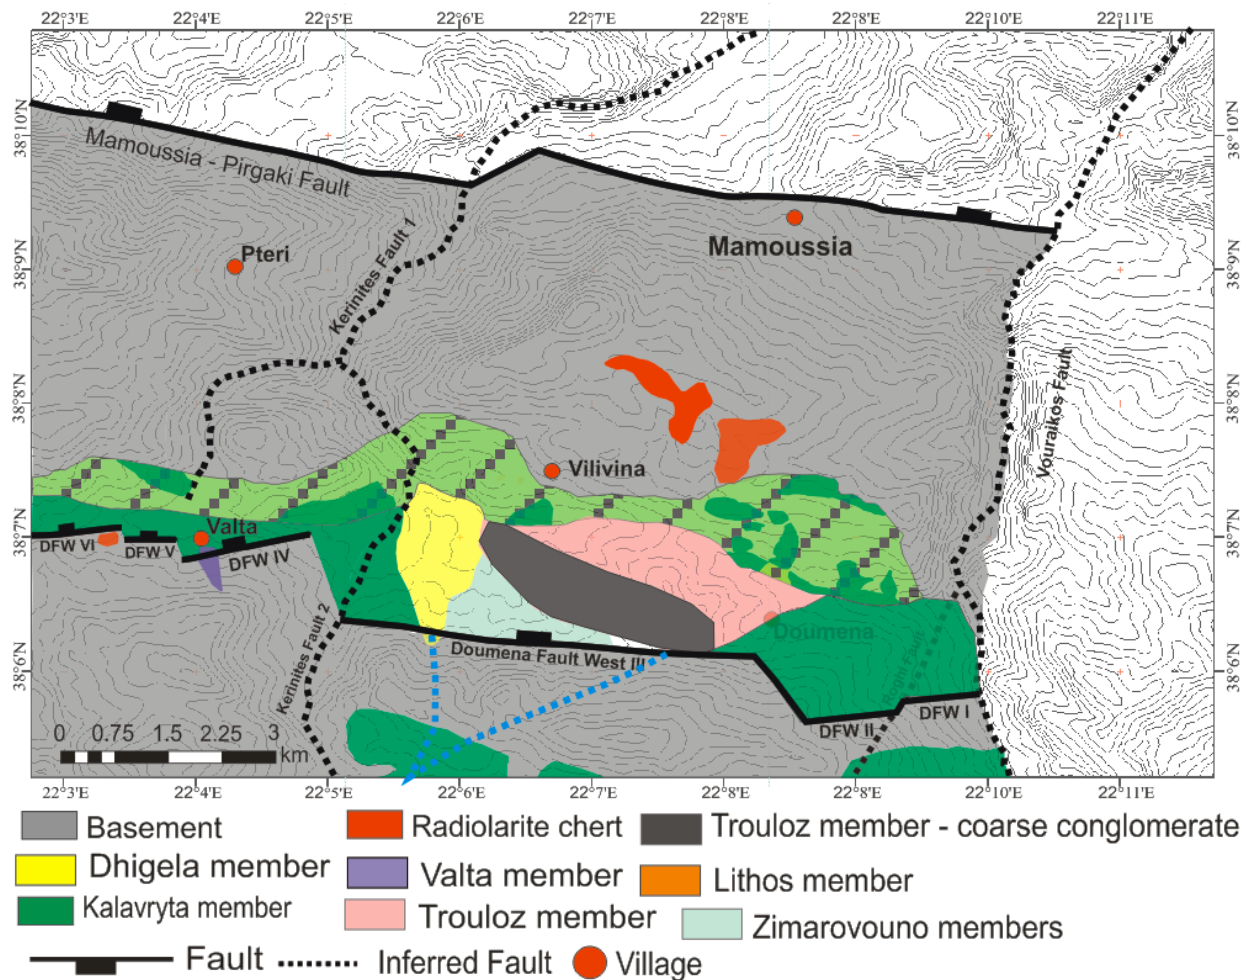 22°3'E 22°4'E 22°5'E 22°6'E 22°7'E 22°8'E 22°8'E 22°10'E 22°11'E
38°10'N
38°10'N
Mamoussia - Pirgaki Fault
Kerinites Fault 1
Mamoussia
Pteri
38°9'N
38°9'N
Vouraikos Fault
38°8'N
38°8'N
Vilivina
Valta
38°7'N
38°7'N
DFW VI
DFW V
DFW IV
Kerinites Fault 2
Doumena
Doumena Fault West III
Roghi Fault
38°6'N
38°6'N
DFW I
DFW II
0 0.75 1.5 2.25 3
km
22°3'E 22°4'E 22°5'E 22°6'E 22°7'E 22°8'E 22°8'E 22°10'E 22°11'E
Basement
Radiolarite chert
Trouloz member - coarse conglomerate
Dhigela member
Valta member
Lithos member
Kalavryta member
Trouloz member
Zimarovouno members
Fault
Inferred Fault
Village